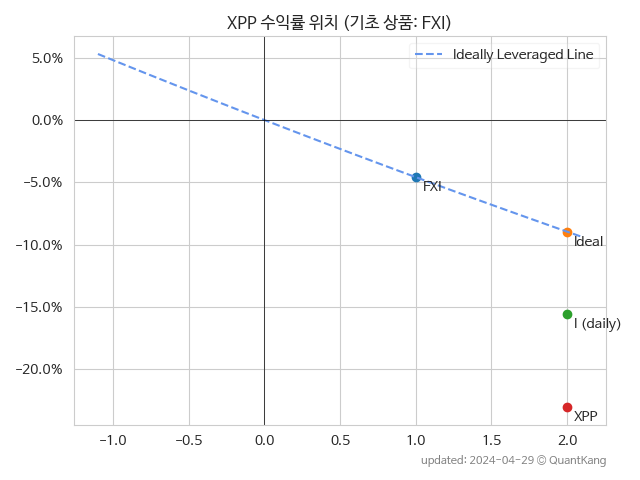 XPP 수익률 위치 (기초 상품: FXI)
Ideally Leveraged Line
5.0%
0.0%
−5.0%
−10.0%
−15.0%
−20.0%
FXI
Ideal
I (daily)
XPP
−1.0 −0.5 0.0 0.5 1.0 1.5 2.0
updated: 2024-04-29 © QuantKang